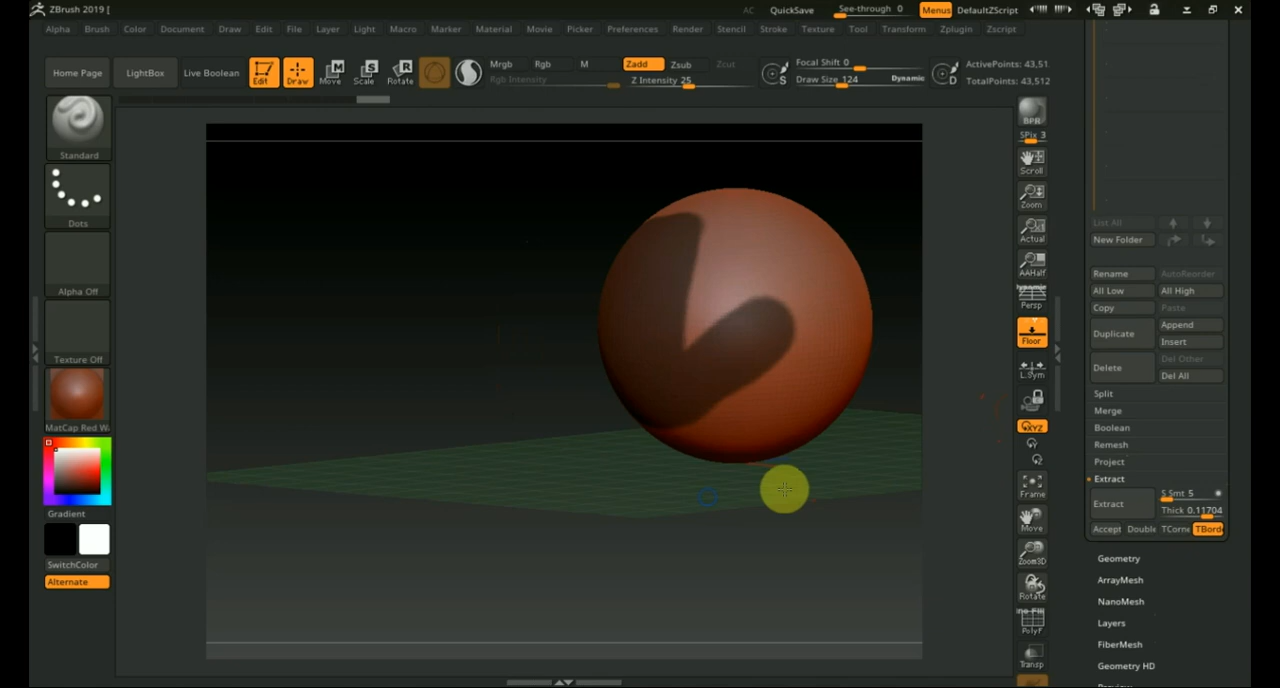 ZBrush 2019 [
AC QuickSave See-through 0 Menus DefaultZScript
Alpha Brush Color Document Draw Edit File Layer Light Macro Marker Material Movie Picker Preferences Render Stencil Stroke Texture Tool Transform Zplugin Zscript
Home Page LightBox Live Boolean Edit Draw Move Scale Rotate
Mrgb Rgb M Zadd Zsub Zcut
Rgb Intensity Z Intensity 25
S Focal Shift 0
Draw Size 124 Dynamic D
ActivePoints: 43,51
TotalPoints: 43,512
Standard
Dots
Alpha Off
Texture Off
MatCap Red W
Gradient
SwitchColor
Alternate
BPR
SPix 3
Scroll
Zoom
Actual
AAHalf
Persp
Floor
L.Sym
XYZ
Frame
Move
Zoom3D
Rotate
PolyF
Transp
List All
New Folder
Rename AutoReorder
All Low All High
Copy Paste
Duplicate Append
Insert
Delete Del Other
Del All
Split
Merge
Boolean
Remesh
Project
Extract
Extract S Smt 5
Thick 0.11704
Accept Double TCorne TBorde
Geometry
ArrayMesh
NanoMesh
Layers
FiberMesh
Geometry HD